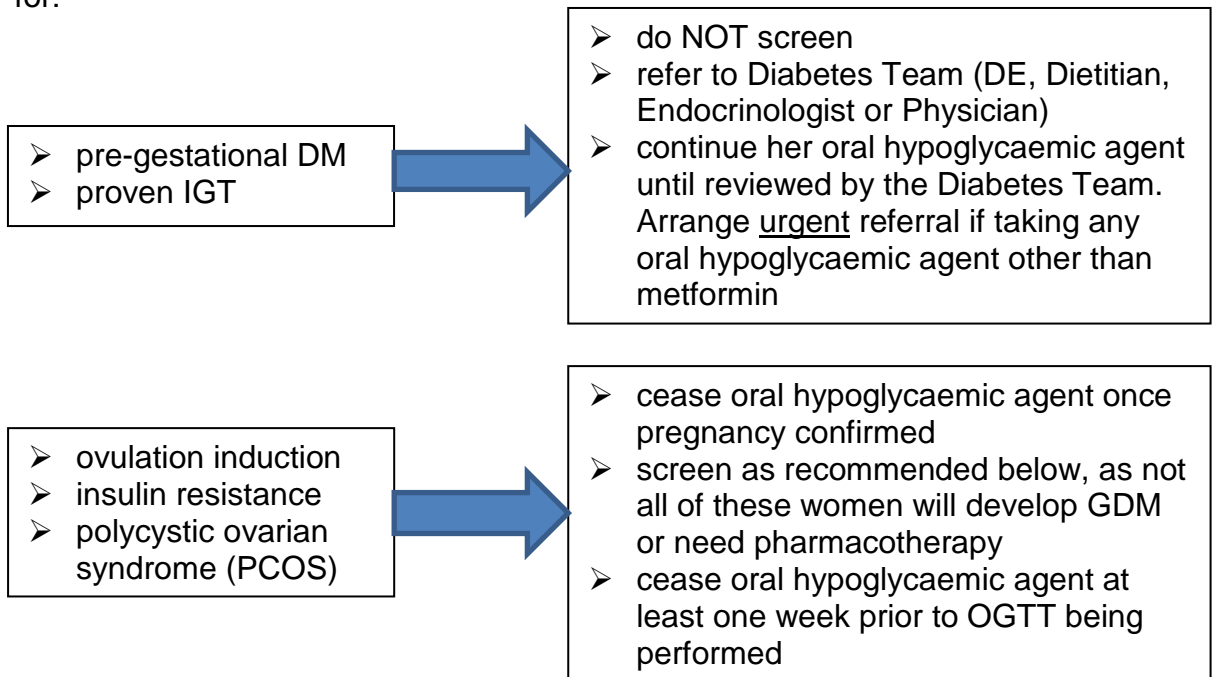 for:
➢ pre-gestational DM
➢ proven IGT
➢ do NOT screen
➢ refer to Diabetes Team (DE, Dietitian,
Endocrinologist or Physician)
➢ continue her oral hypoglycaemic agent
until reviewed by the Diabetes Team.
Arrange urgent referral if taking any
oral hypoglycaemic agent other than
metformin
➢ ovulation induction
➢ insulin resistance
➢ polycystic ovarian
syndrome (PCOS)
➢ cease oral hypoglycaemic agent once
pregnancy confirmed
➢ screen as recommended below, as not
all of these women will develop GDM
or need pharmacotherapy
➢ cease oral hypoglycaemic agent at
least one week prior to OGTT being
performed